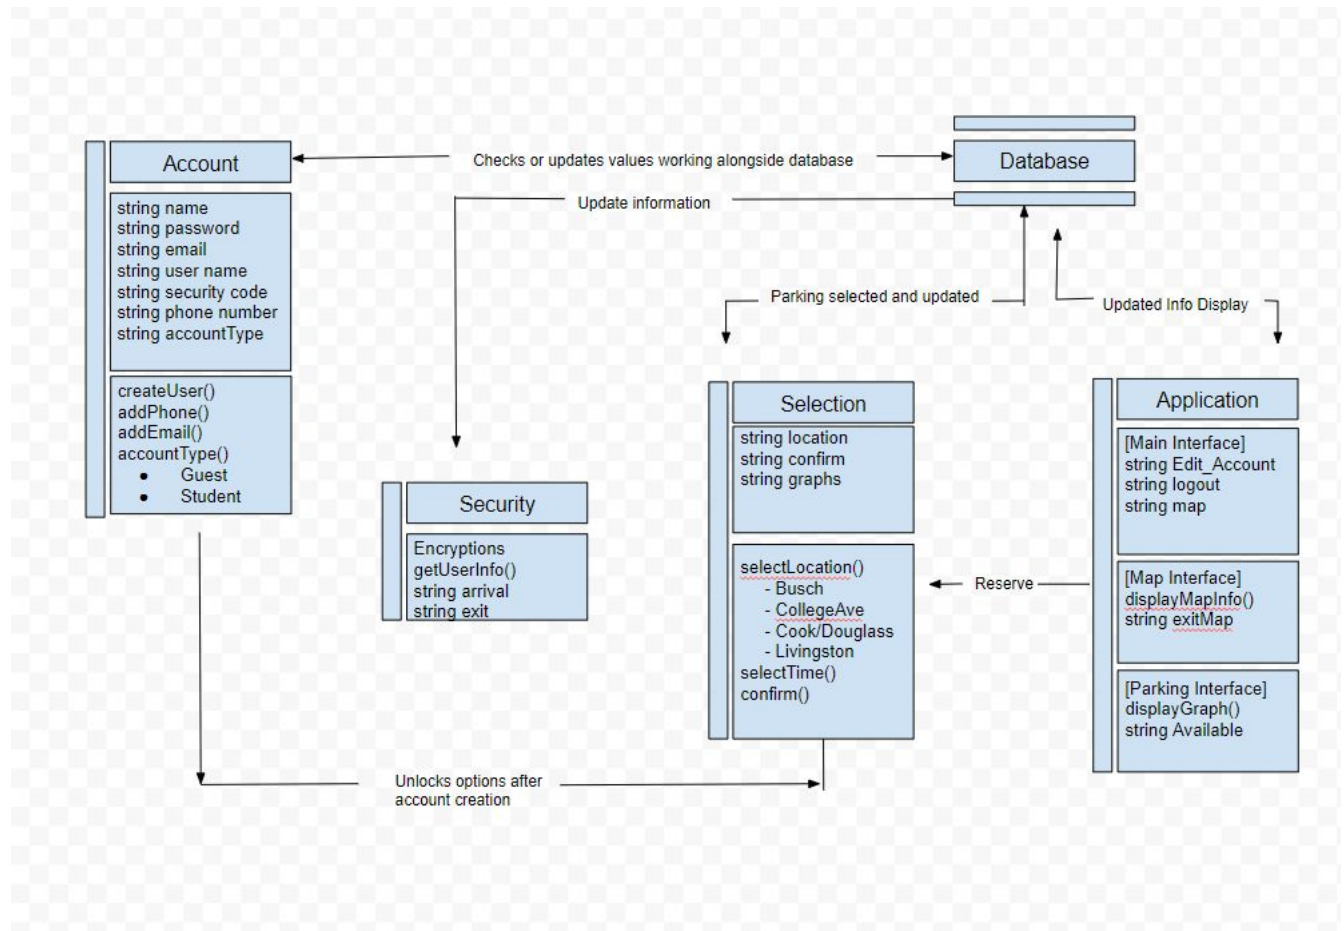 Account
string name
string password
string email
string user name
string security code
string phone number
string accountType
createUser()
addPhone()
addEmail()
accountType()
● Guest
● Student
Checks or updates values working alongside database
Database
Update information
Parking selected and updated
Updated Info Display
Security
Encryptions
getUserInfo()
string arrival
string exit
Selection
string location
string confirm
string graphs
selectLocation()
- Busch
- CollegeAve
- Cook/Douglass
- Livingston
selectTime()
confirm()
Reserve
Application
[Main Interface]
string Edit_Account
string logout
string map
[Map Interface]
displayMapInfo()
string exitMap
[Parking Interface]
displayGraph()
string Available
Unlocks options after
account creation